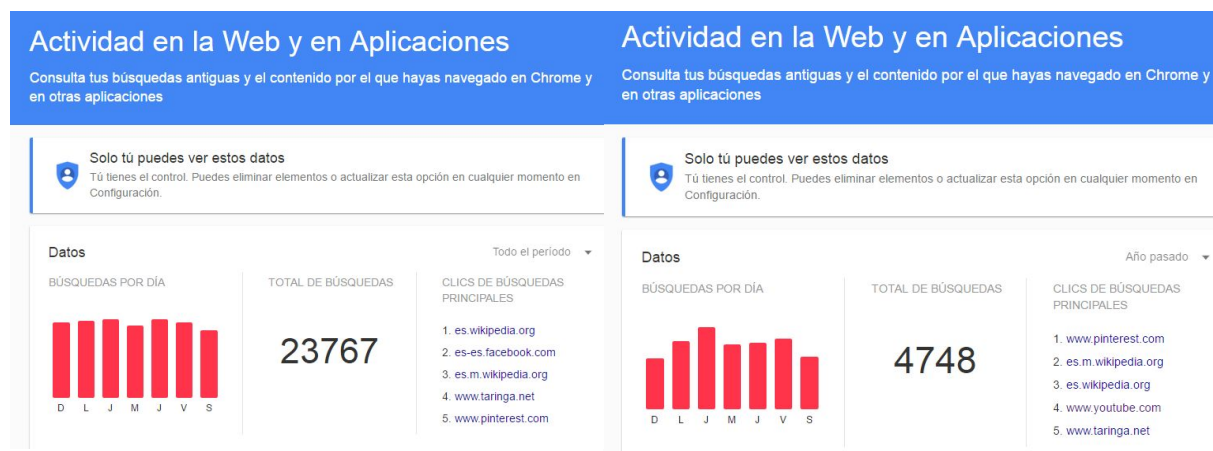 Actividad en la Web y en Aplicaciones
Consulta tus búsquedas antiguas y el contenido por el que hayas navegado en Chrome y
en otras aplicaciones
Solo tú puedes ver estos datos
Tú tienes el control. Puedes eliminar elementos o actualizar esta opción en cualquier momento en
Configuración.
Datos
Todo el período
BÚSQUEDAS POR DÍA
D L J M J V S
TOTAL DE BÚSQUEDAS
23767
CLICS DE BÚSQUEDAS
PRINCIPALES
1. es.wikipedia.org
2. es-es.facebook.com
3. es.m.wikipedia.org
4. www.taringa.net
5. www.pinterest.com
Actividad en la Web y en Aplicaciones
Consulta tus búsquedas antiguas y el contenido por el que hayas navegado en Chrome y
en otras aplicaciones
Solo tú puedes ver estos datos
Tú tienes el control. Puedes eliminar elementos o actualizar esta opción en cualquier momento en
Configuración.
Datos
Año pasado
BÚSQUEDAS POR DÍA
D L J M J V S
TOTAL DE BÚSQUEDAS
4748
CLICS DE BÚSQUEDAS
PRINCIPALES
1. www.pinterest.com
2. es.m.wikipedia.org
3. es.wikipedia.org
4. www.youtube.com
5. www.taringa.net